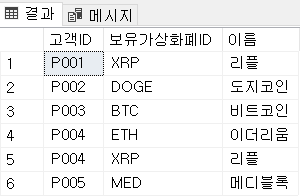 결과 메시지
고객ID 보유가상화폐ID 이름
1 P001 XRP 리플
2 P002 DOGE 도지코인
3 P003 BTC 비트코인
4 P004 ETH 이더리움
5 P004 XRP 리플
6 P005 MED 메디블록